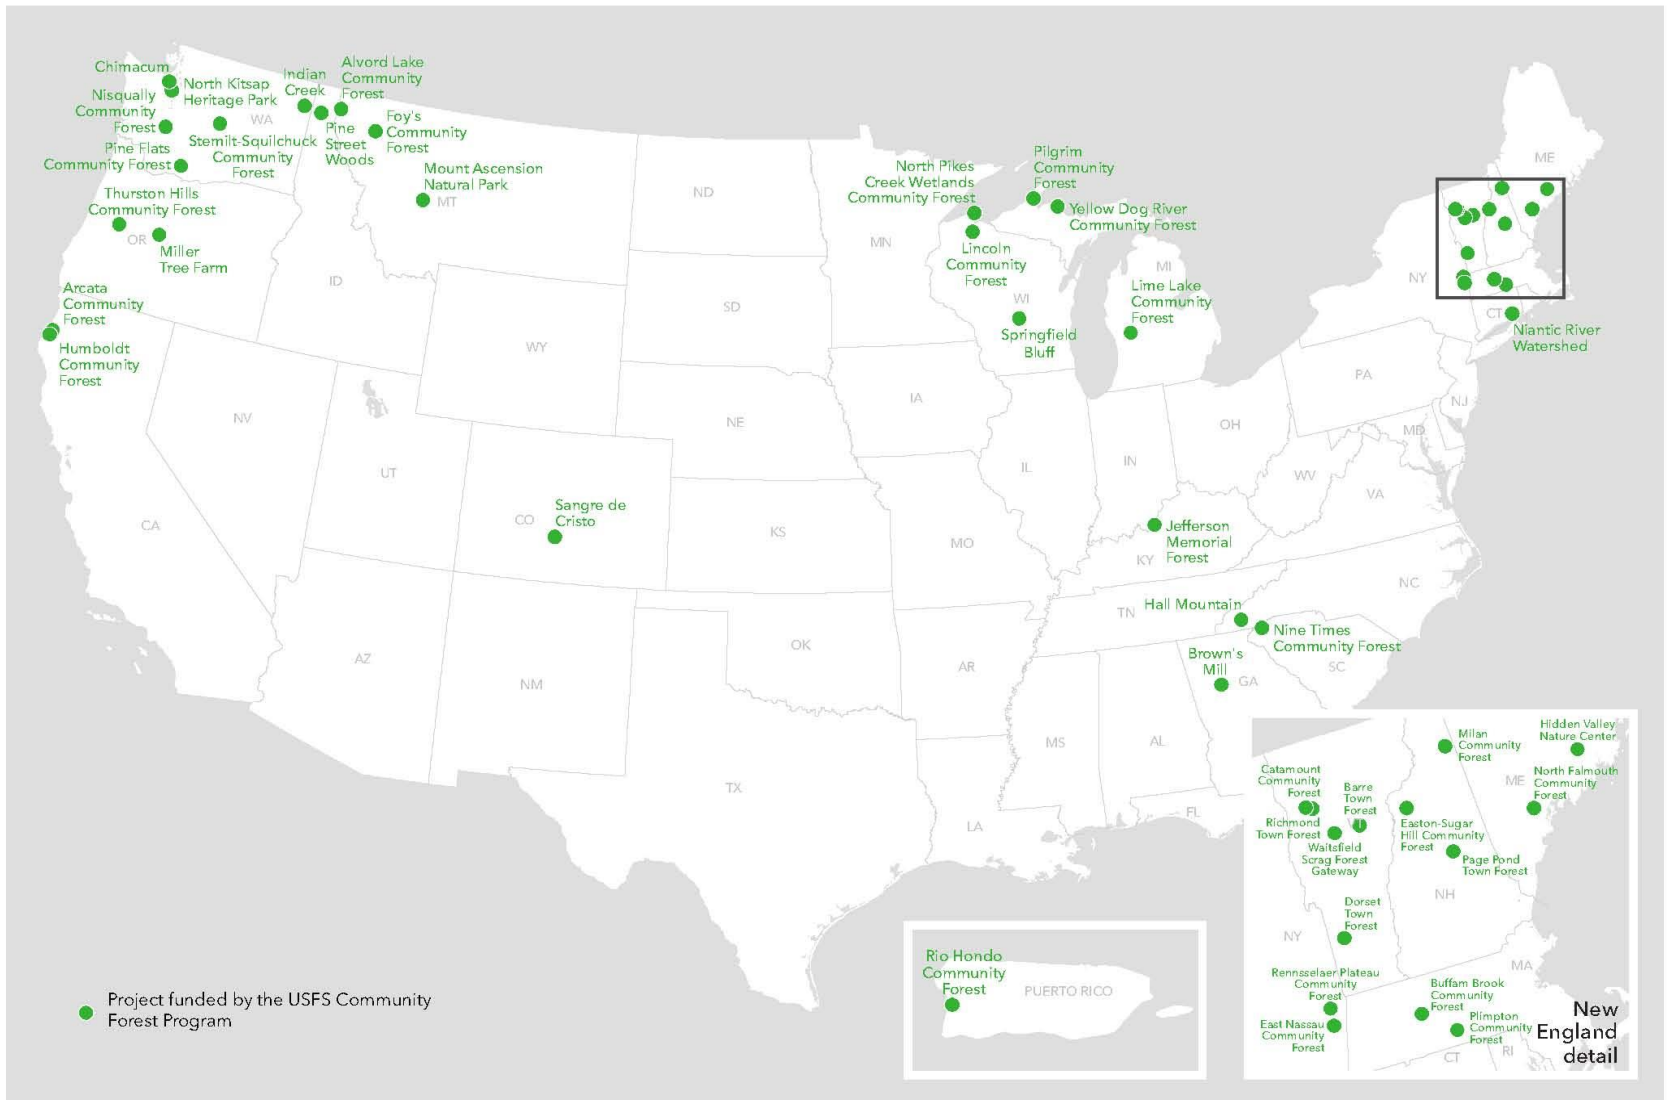 Chimacum
North Kitsap
Heritage Park
Nisqually
Community
Forest
WA
Stemilt-Squilchuck
Community
Forest
Pine Flats
Community Forest
Indian
Creek
Pine
Street
Woods
Alvord Lake
Community
Forest
Foy's
Community
Forest
Mount Ascension
Natural Park
MT
Thurston Hills
Community Forest
OR
Miller
Tree Farm
Arcata
Community
Forest
Humboldt
Community
Forest
ID
ND
SD
WY
NE
NV
UT
CA
CO
Sangre de
Cristo
KS
AZ
NM
OK
TX
MN
IA
MO
AR
LA
North Pikes
Creek Wetlands
Community Forest
Pilgrim
Community
Forest
Yellow Dog River
Community Forest
Lincoln
Community
Forest
WI
Springfield
Bluff
MI
Lime Lake
Community
Forest
IL
IN
OH
Jefferson
Memorial
Forest
KY
WV
VA
PA
NJ
MD
NY
ME
CT
Niantic River
Watershed
NC
TN
Hall Mountain
Nine Times
Community Forest
SC
Brown's
Mill
GA
MS
AL
FL
Rio Hondo
Community
Forest
PUERTO RICO
Milan
Community
Forest
Hidden Valley
Nature Center
ME
North Falmouth
Community
Forest
Catamount
Community
Forest
Barre
Town
Forest
Richmond
Town Forest
Waitsfield
Scrag Forest
Gateway
Easton-Sugar
Hill Community
Forest
Page Pond
Town Forest
NH
Dorset
Town
Forest
NY
MA
Rennsselaer Plateau
Community
Forest
East Nassau
Community
Forest
Buffam Brook
Community
Forest
Plimpton
Community
Forest
CT
RI
New
England
detail
Project funded by the USFS Community
Forest Program